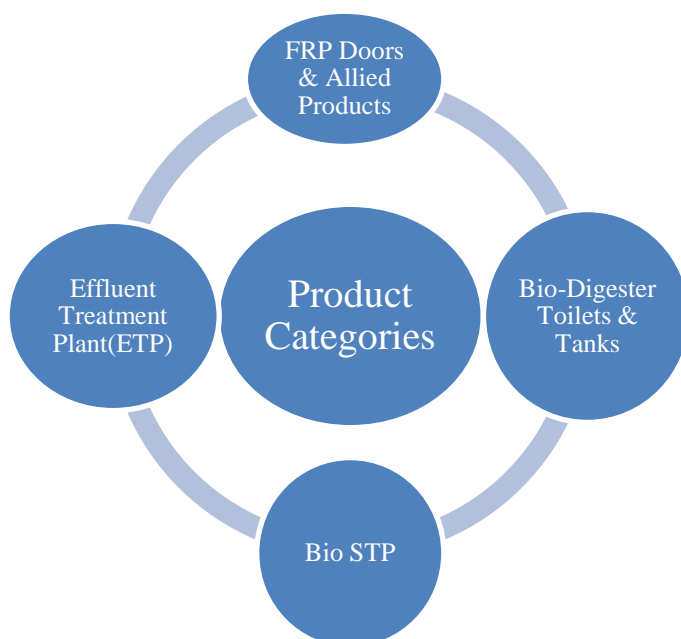 FRP Doors
& Allied
Products
Effluent
Treatment
Plant(ETP)
Product
Categories
Bio-Digester
Toilets &
Tanks
Bio STP